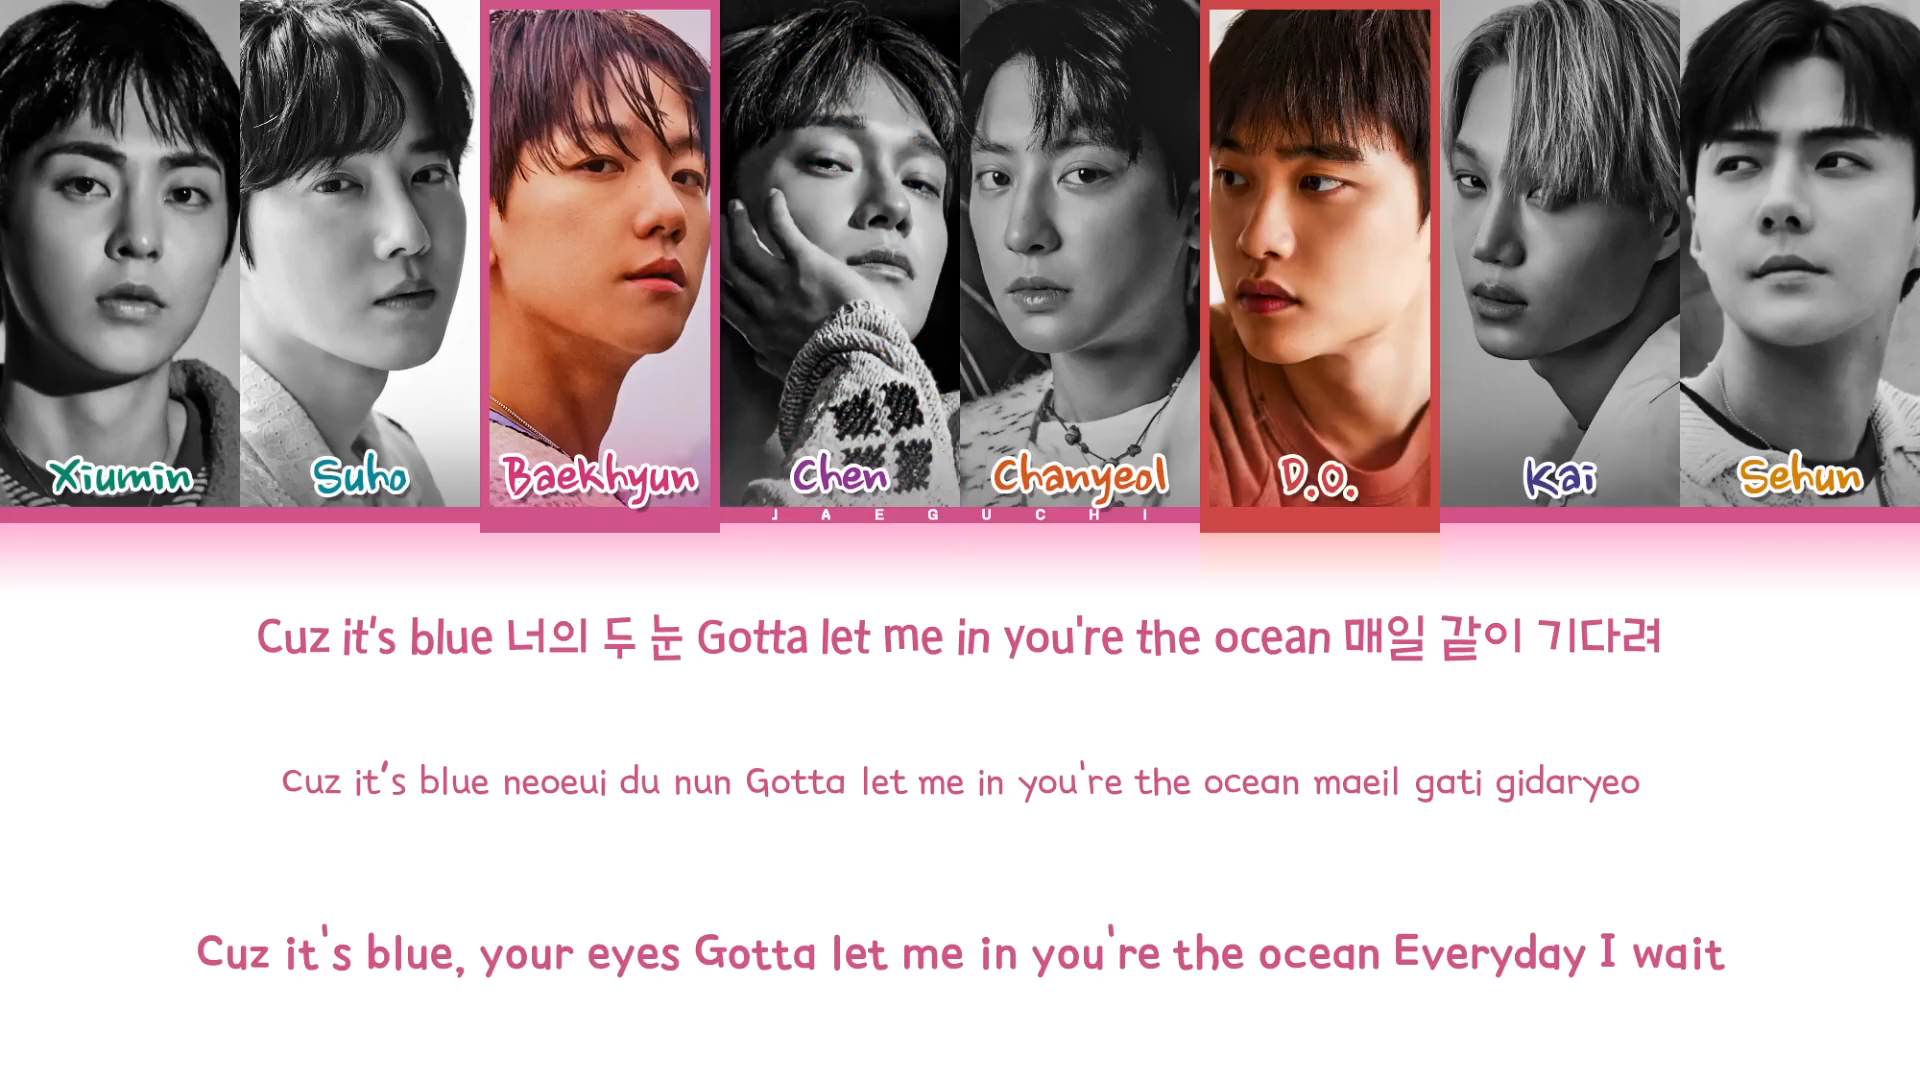 Xiumin Suho Baekhyun Chen Chanyeol D.O. Kai Sehun
JAEGUCHI
Cuz it's blue 너의 두 눈 Gotta let me in you're the ocean 매일 같이 기다려
cuz it's blue neoeui du nun Gotta let me in you're the ocean maeil gati gidaryeo
Cuz it's blue, your eyes Gotta let me in you're the ocean Everyday I wait